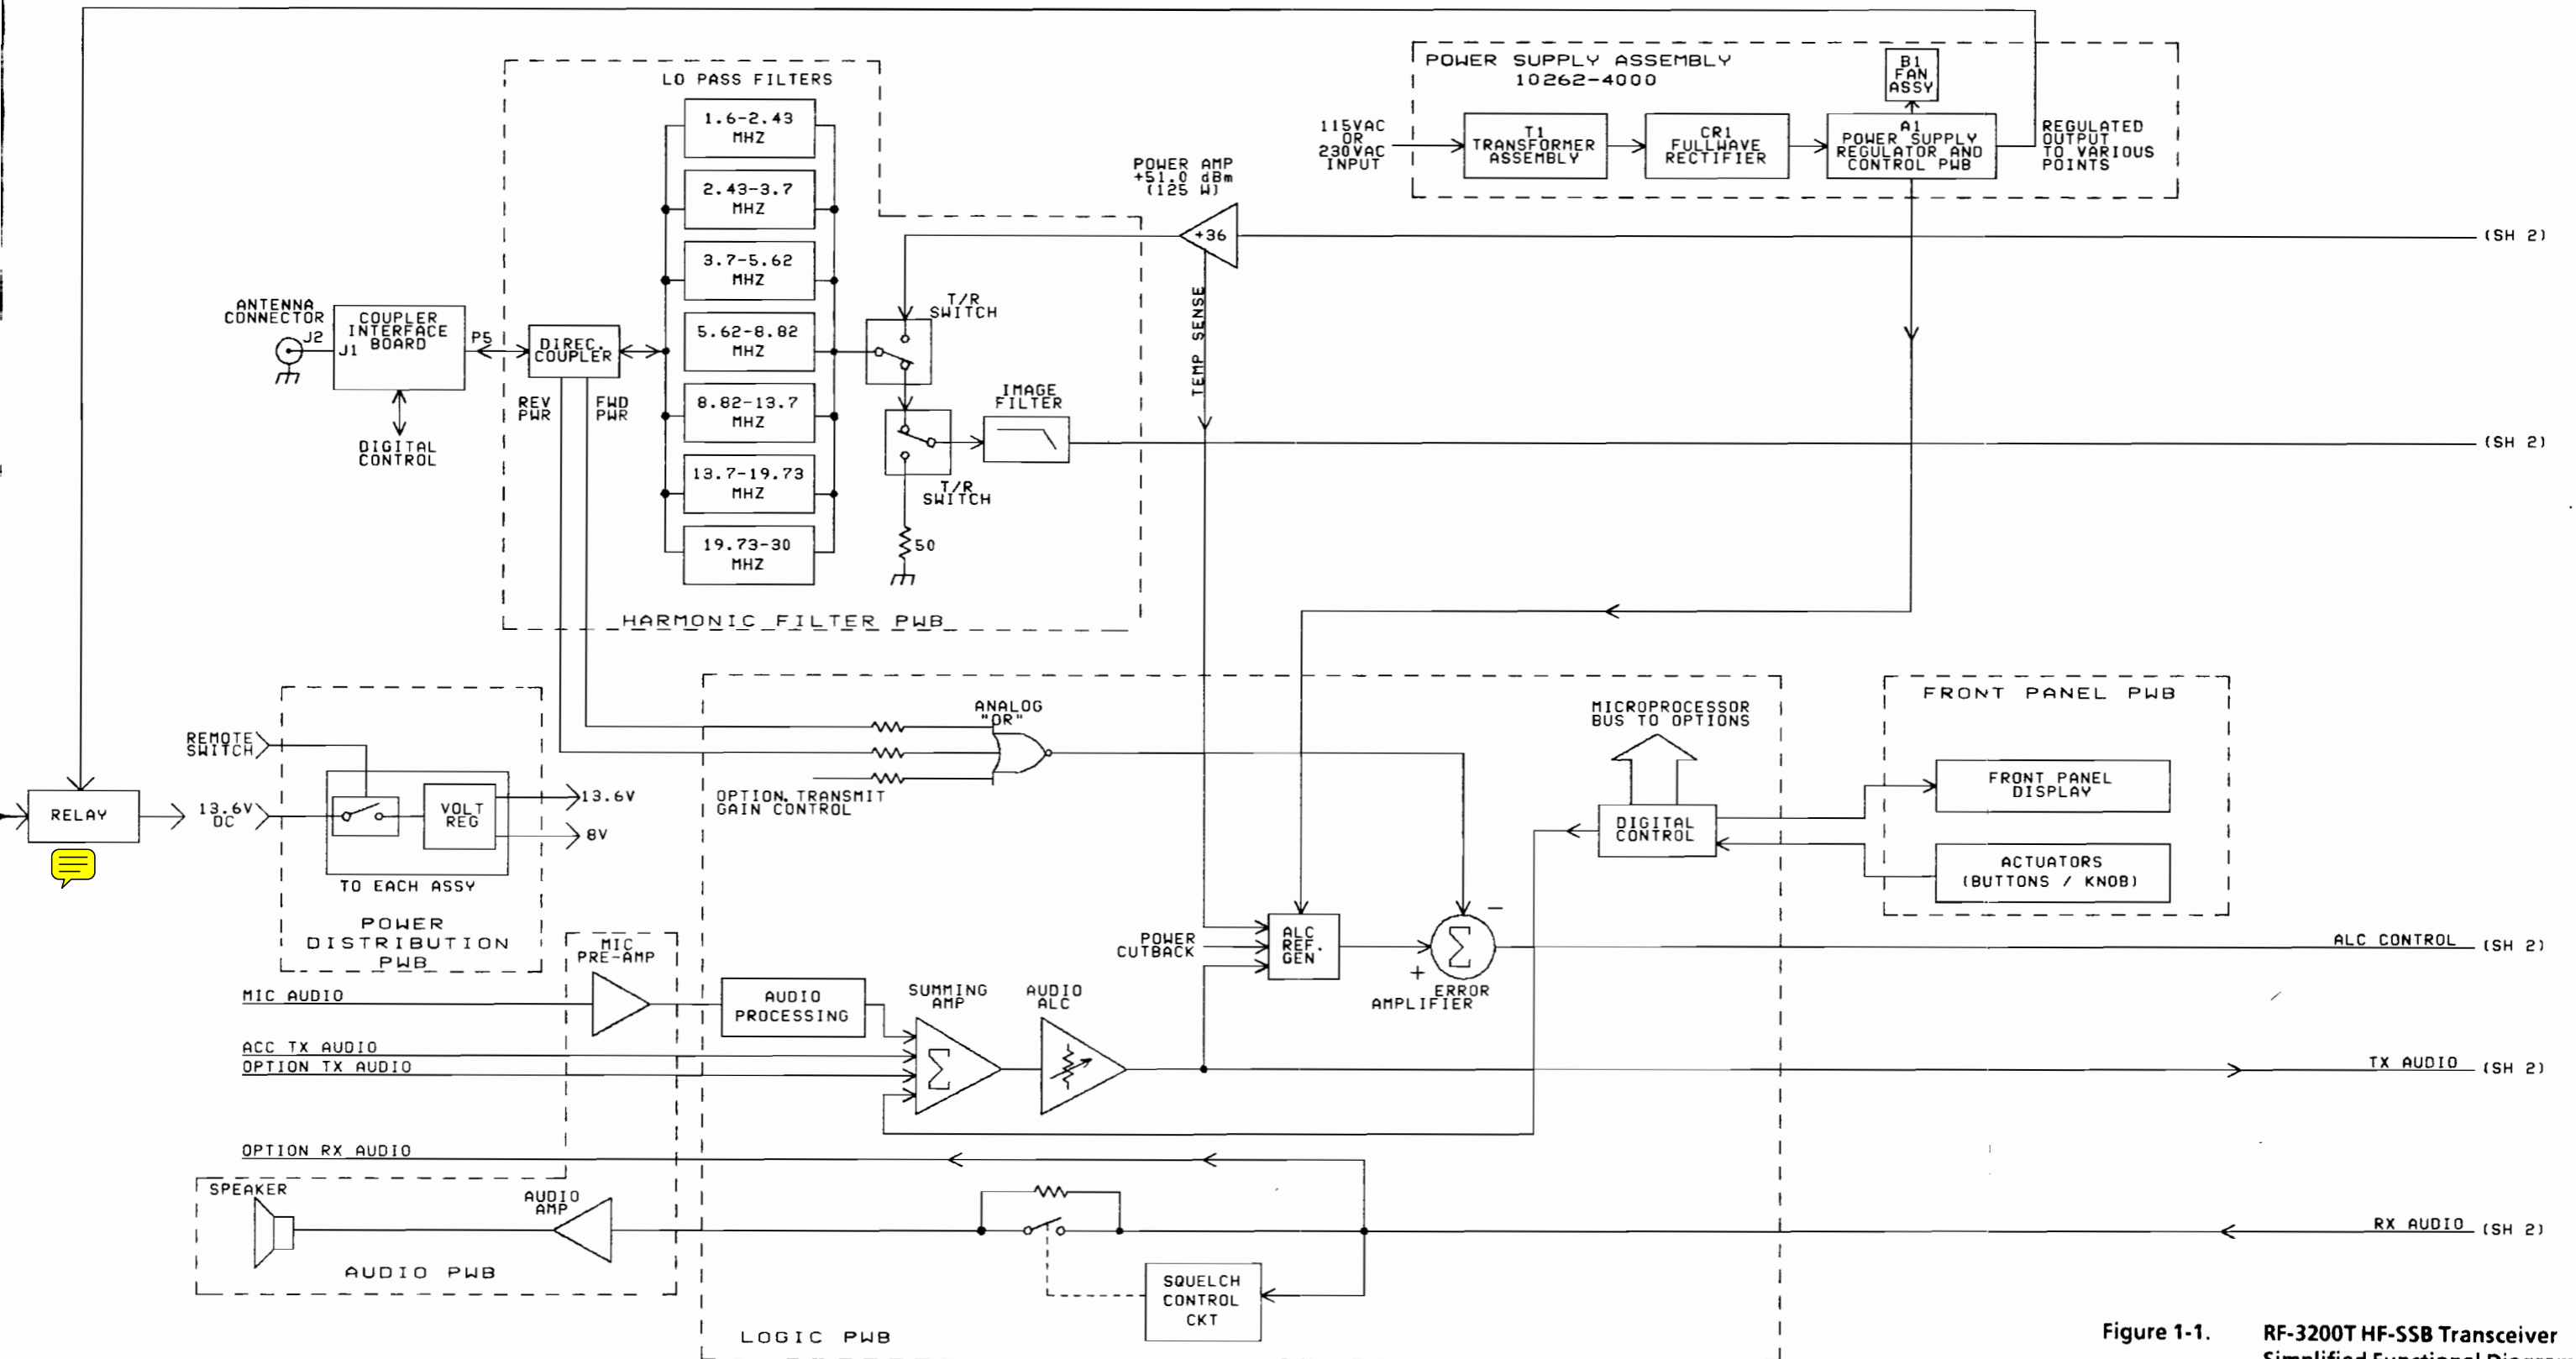 LO PASS FILTERS
1.6-2.43
MHZ
2.43-3.7
MHZ
3.7-5.62
MHZ
5.62-8.82
MHZ
8.82-13.7
MHZ
13.7-19.73
MHZ
19.73-30
MHZ
HARMONIC FILTER PWB
ANTENNA
CONNECTOR
J2
J1
COUPLER
INTERFACE
BOARD
P5
DIREC.
COUPLER
REV
PWR
FWD
PWR
DIGITAL
CONTROL
T/R
SWITCH
IMAGE
FILTER
T/R
SWITCH
50
POWER AMP
+51.0 dBm
(125 W)
+36
TEMP SENSE
POWER SUPPLY ASSEMBLY
10262-4000
B1
FAN
ASSY
115VAC
OR
230VAC
INPUT
T1
TRANSFORMER
ASSEMBLY
CR1
FULLWAVE
RECTIFIER
A1
POWER SUPPLY
REGULATOR AND
CONTROL PWB
REGULATED
OUTPUT
TO VARIOUS
POINTS
(SH 2)
(SH 2)
REMOTE
SWITCH
RELAY
13.6V
DC
VOLT
REG
13.6V
8V
TO EACH ASSY
POWER
DISTRIBUTION
PWB
ANALOG
"OR"
OPTION TRANSMIT
GAIN CONTROL
MICROPROCESSOR
BUS TO OPTIONS
DIGITAL
CONTROL
FRONT PANEL PWB
FRONT PANEL
DISPLAY
ACTUATORS
(BUTTONS / KNOB)
POWER
CUTBACK
ALC
REF.
GEN
Σ
+
−
ERROR
AMPLIFIER
ALC CONTROL (SH 2)
MIC
PRE-AMP
MIC AUDIO
AUDIO
PROCESSING
SUMMING
AMP
Σ
AUDIO
ALC
ACC TX AUDIO
OPTION TX AUDIO
TX AUDIO (SH 2)
OPTION RX AUDIO
SPEAKER
AUDIO
AMP
AUDIO PWB
RX AUDIO (SH 2)
SQUELCH
CONTROL
CKT
LOGIC PWB
Figure 1-1. RF-3200T HF-SSB Transceiver
Simplified Functional Diagram